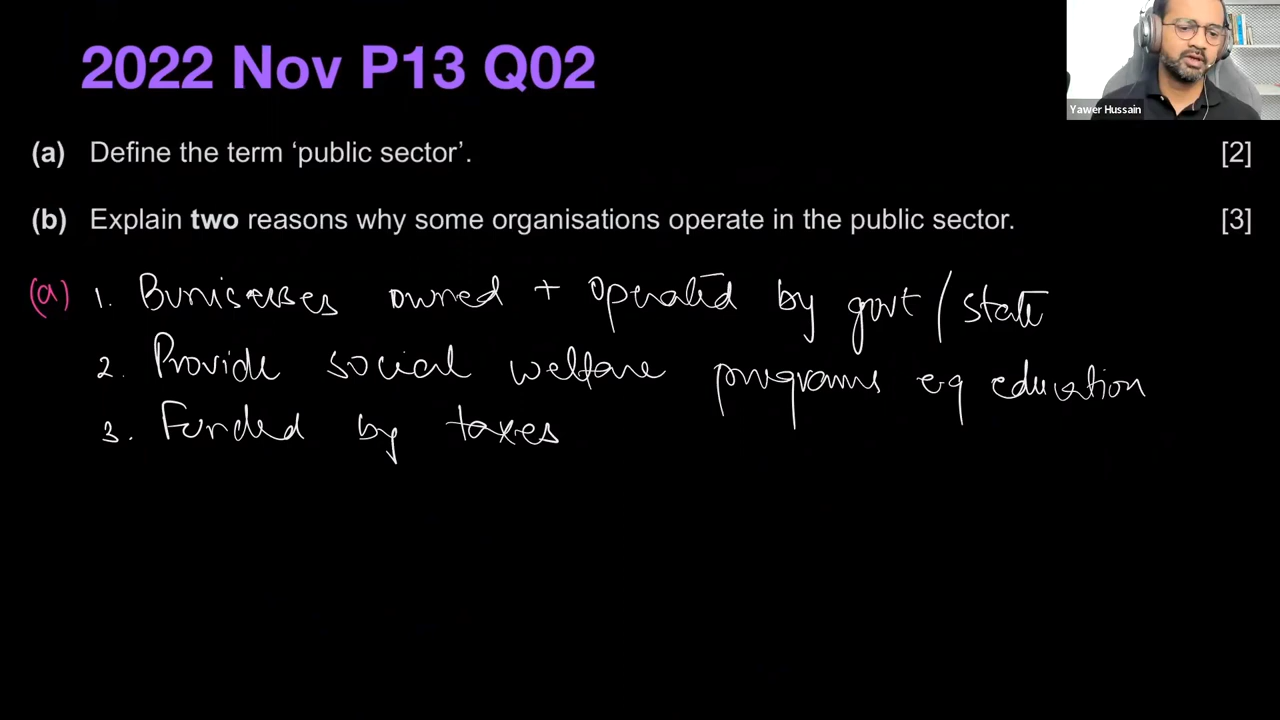 2022 Nov P13 Q02
Yawer Hussain
(a) Define the term ‘public sector’. [2]
(b) Explain two reasons why some organisations operate in the public sector. [3]
(a) 1. Bunisesses owned + operated by govt / state
2. Provide social welfare programs eg education
3. Funded by taxes